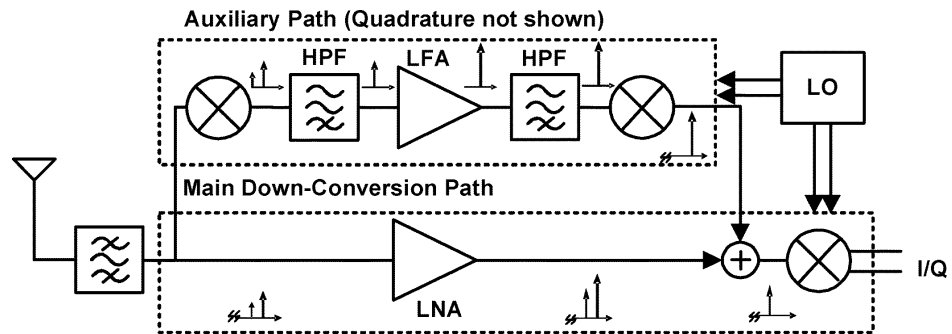 Auxiliary Path (Quadrature not shown)
HPF
LFA
HPF
LO
Main Down-Conversion Path
LNA
I/Q